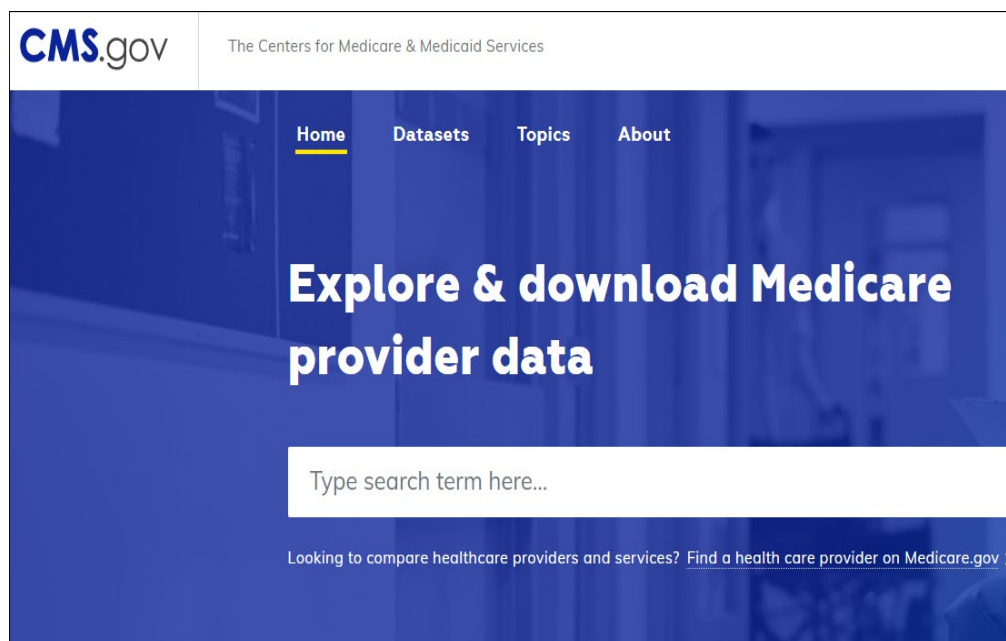 CMS.gov
The Centers for Medicare & Medicaid Services
Home Datasets Topics About
Explore & download Medicare
provider data
Type search term here...
Looking to compare healthcare providers and services? Find a health care provider on Medicare.gov